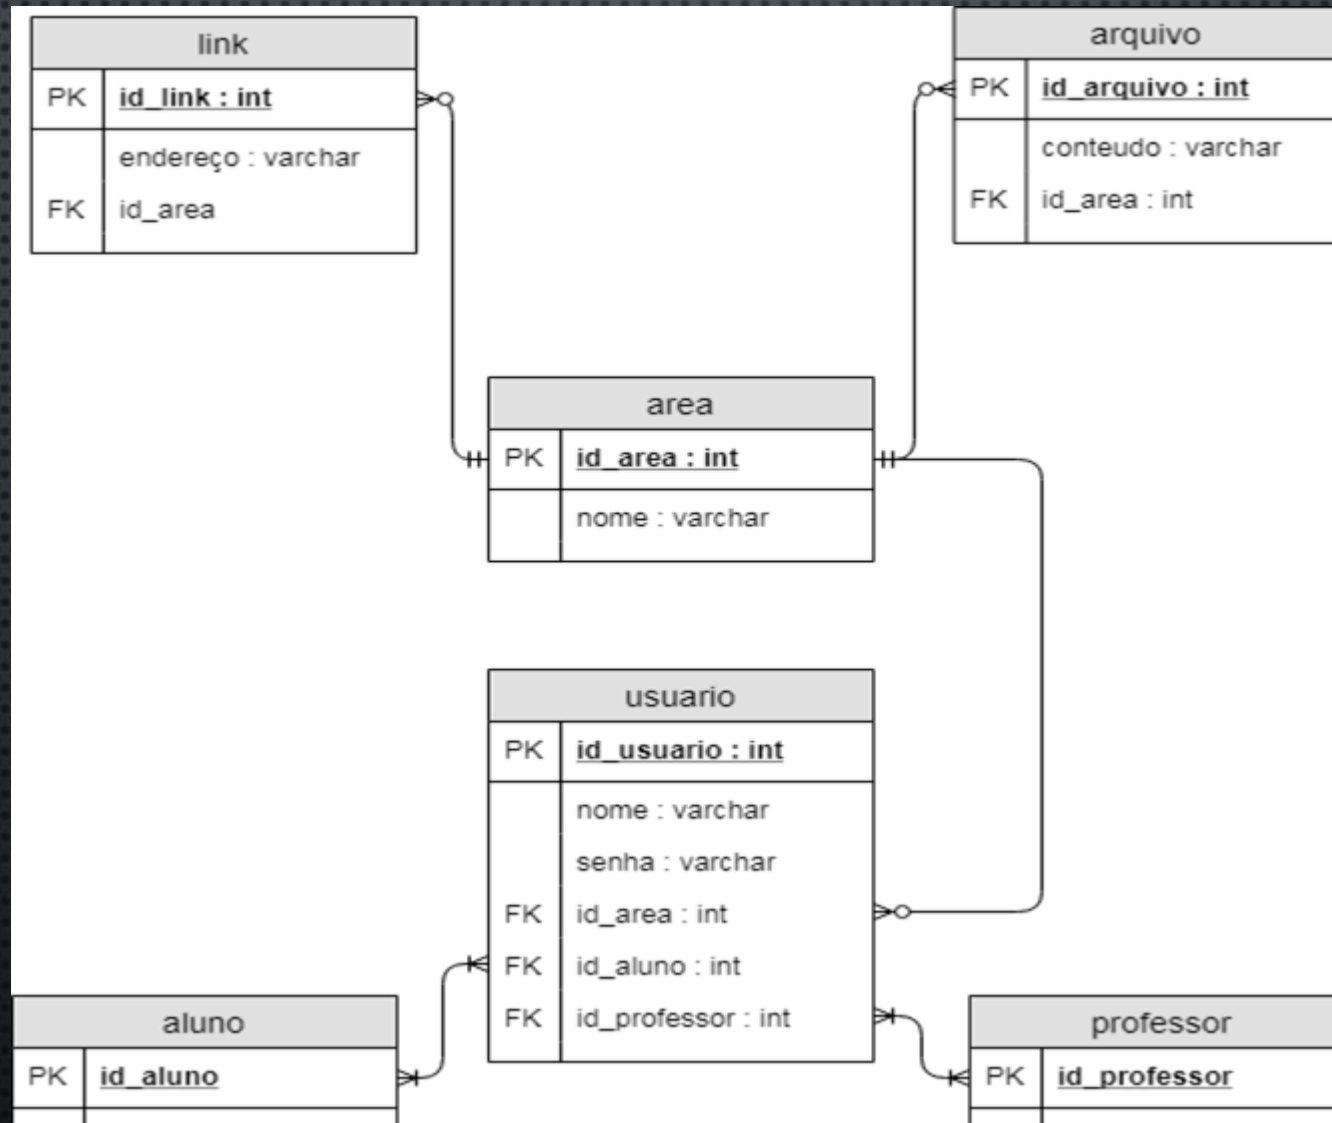 link
PK id_link : int
endereço : varchar
FK id_area
arquivo
PK id_arquivo : int
conteudo : varchar
FK id_area : int
area
PK id_area : int
nome : varchar
usuario
PK id_usuario : int
nome : varchar
senha : varchar
FK id_area : int
FK id_aluno : int
FK id_professor : int
aluno
PK id_aluno
professor
PK id_professor